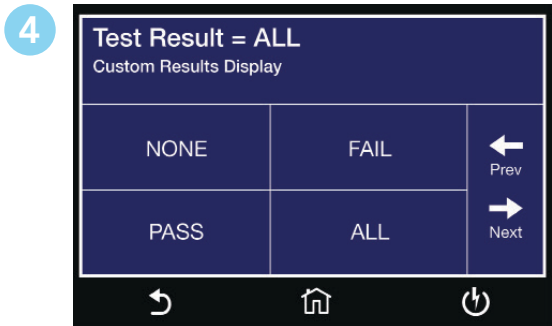 4
Test Result = ALL
Custom Results Display
NONE
FAIL
Prev
PASS
ALL
Next